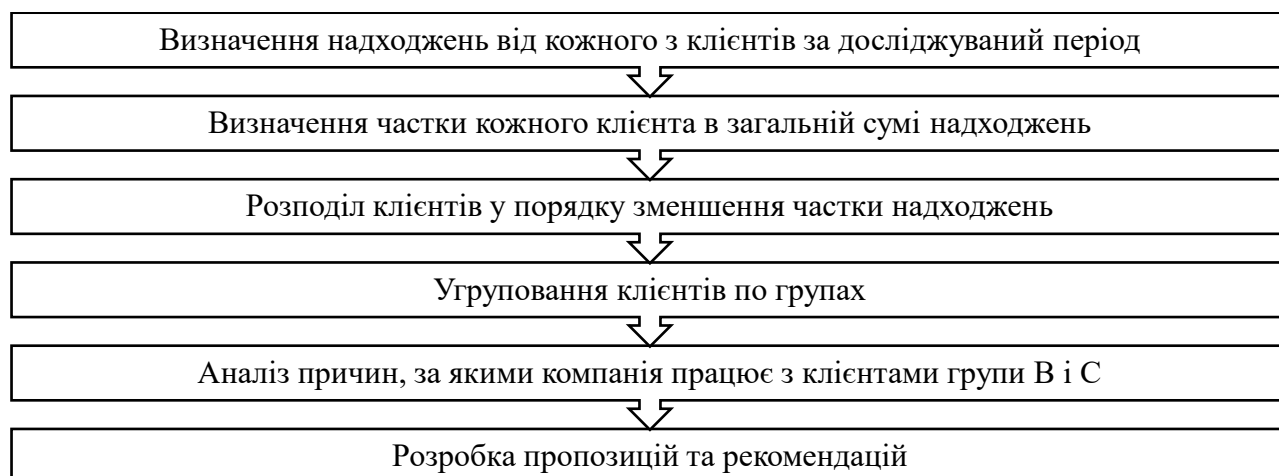 Визначення надходжень від кожного з клієнтів за досліджуваний період
Визначення частки кожного клієнта в загальній сумі надходжень
Розподіл клієнтів у порядку зменшення частки надходжень
Угруповання клієнтів по групах
Аналіз причин, за якими компанія працює з клієнтами групи В і С
Розробка пропозицій та рекомендацій